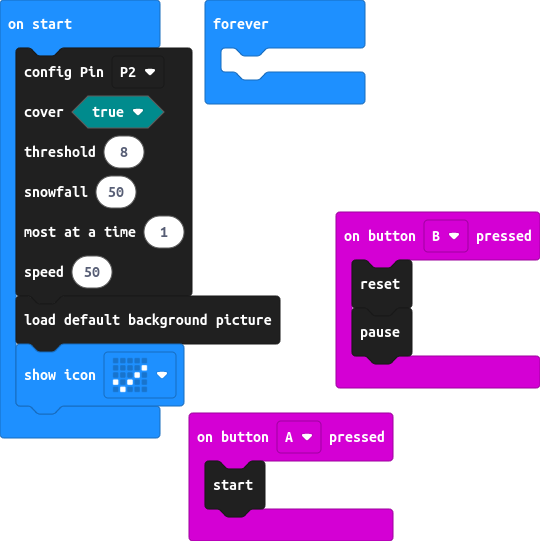 on start
config Pin P2
cover true
threshold 8
snowfall 50
most at a time 1
speed 50
load default background picture
show icon
forever
on button B pressed
reset
pause
on button A pressed
start